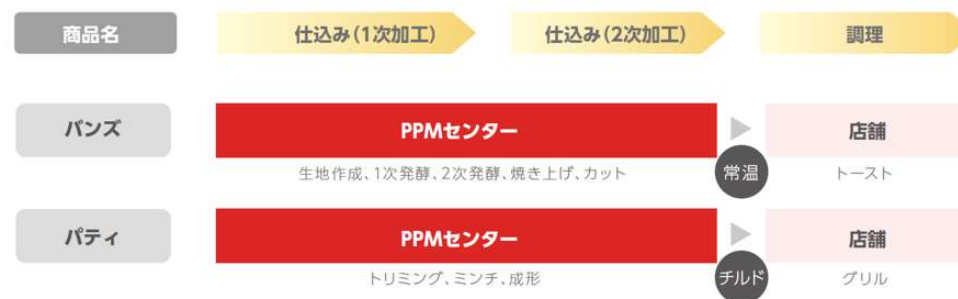 商品名 仕込み(1次加工) 仕込み(2次加工) 調理
バンズ PPMセンター 店舗
生地作成、1次発酵、2次発酵、焼き上げ、カット 常温 トースト
パティ PPMセンター 店舗
トリミング、ミンチ、成形 チルド グリル